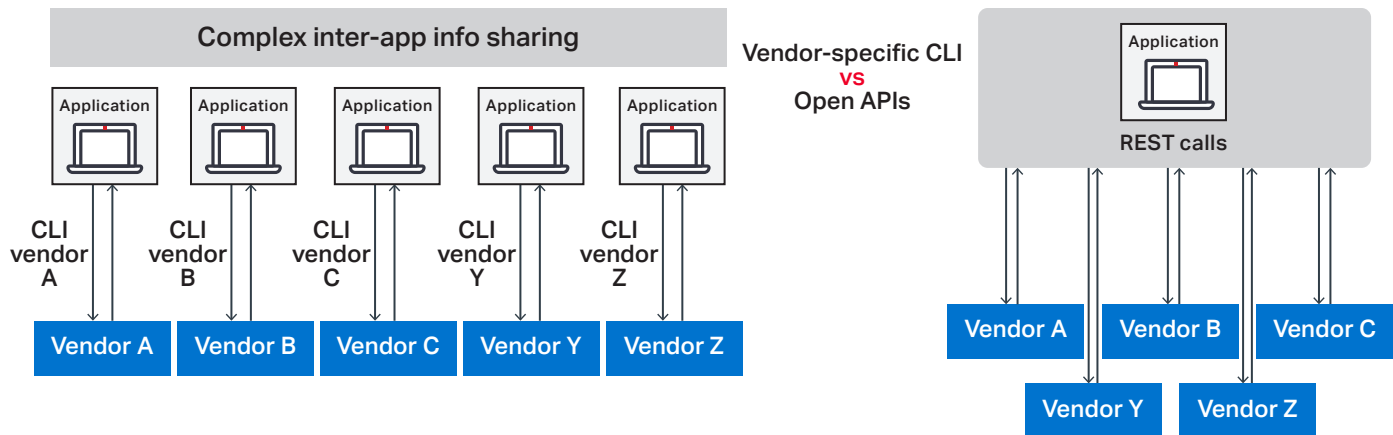 Complex inter-app info sharing
Application
Application
Application
Application
Application
CLI
vendor
A
CLI
vendor
B
CLI
vendor
C
CLI
vendor
Y
CLI
vendor
Z
Vendor A
Vendor B
Vendor C
Vendor Y
Vendor Z
Vendor-specific CLI
vs
Open APIs
Application
REST calls
Vendor A
Vendor B
Vendor C
Vendor Y
Vendor Z